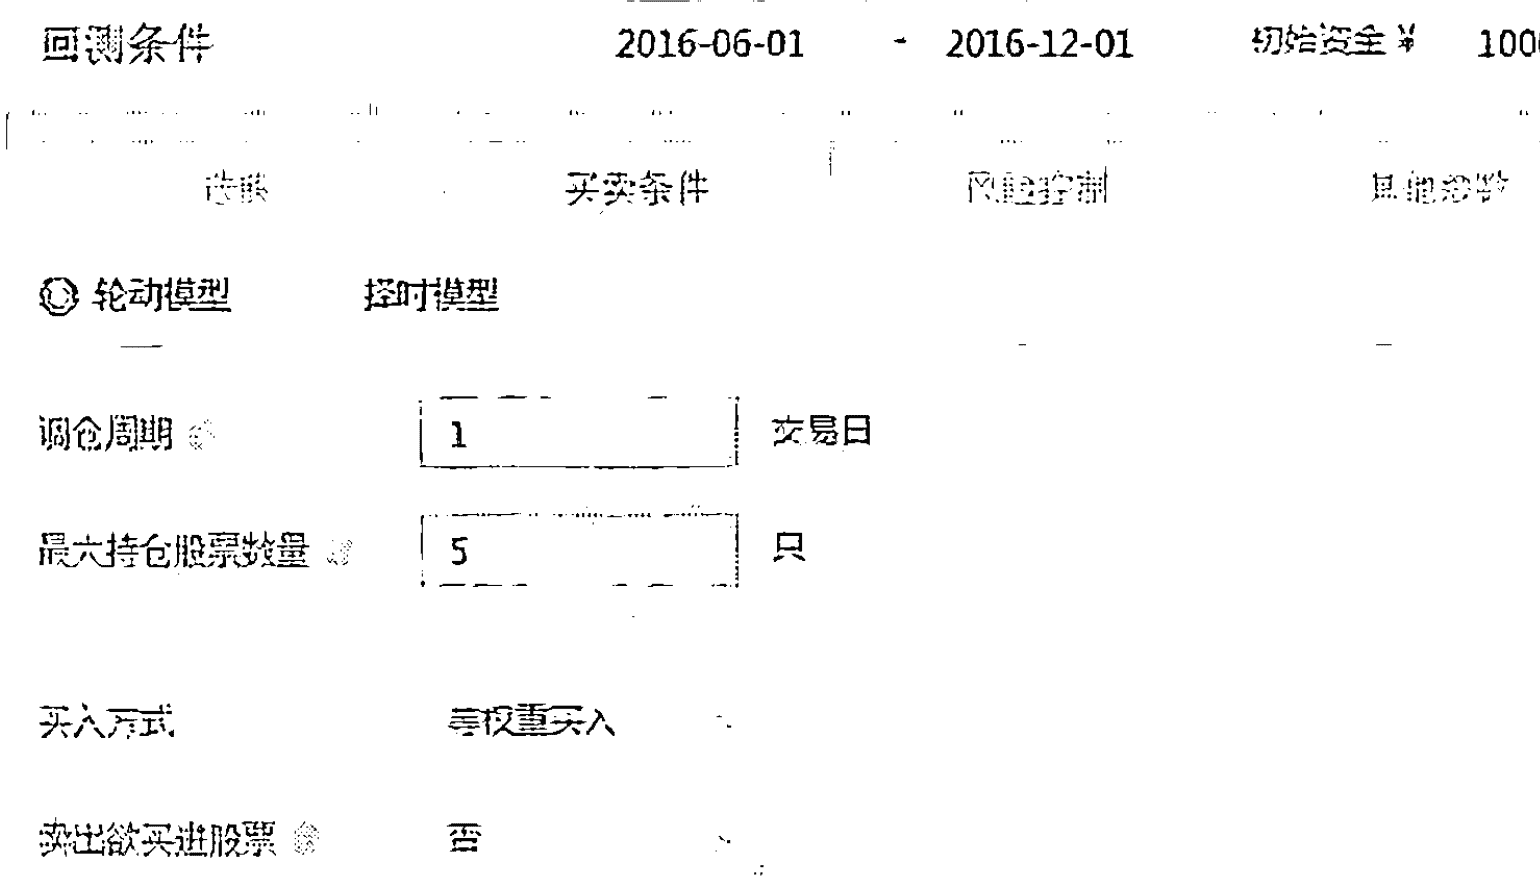 回测条件 2016-06-01 - 2016-12-01 初始资金 ¥ 100
选股 买卖条件 风险控制 其他参数
轮动模型 择时模型
调仓周期 1 交易日
最大持仓股票数量 5 只
买入方式 等权重买入
卖出欲买进股票 否